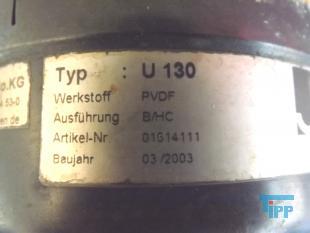 o.KG
Typ : U 130
Werkstoff PVDF
Ausführung B/HC
Artikel-Nr 01614111
Baujahr 03/2003
TIPP